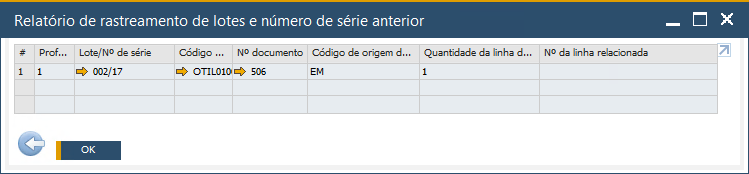 Relatório de rastreamento de lotes e número de série anterior
# Prof... Lote/Nº de série Código ... Nº documento Código de origem d... Quantidade da linha d... Nº da linha relacionada
1 1 002/17 OTIL010 506 EM 1
OK